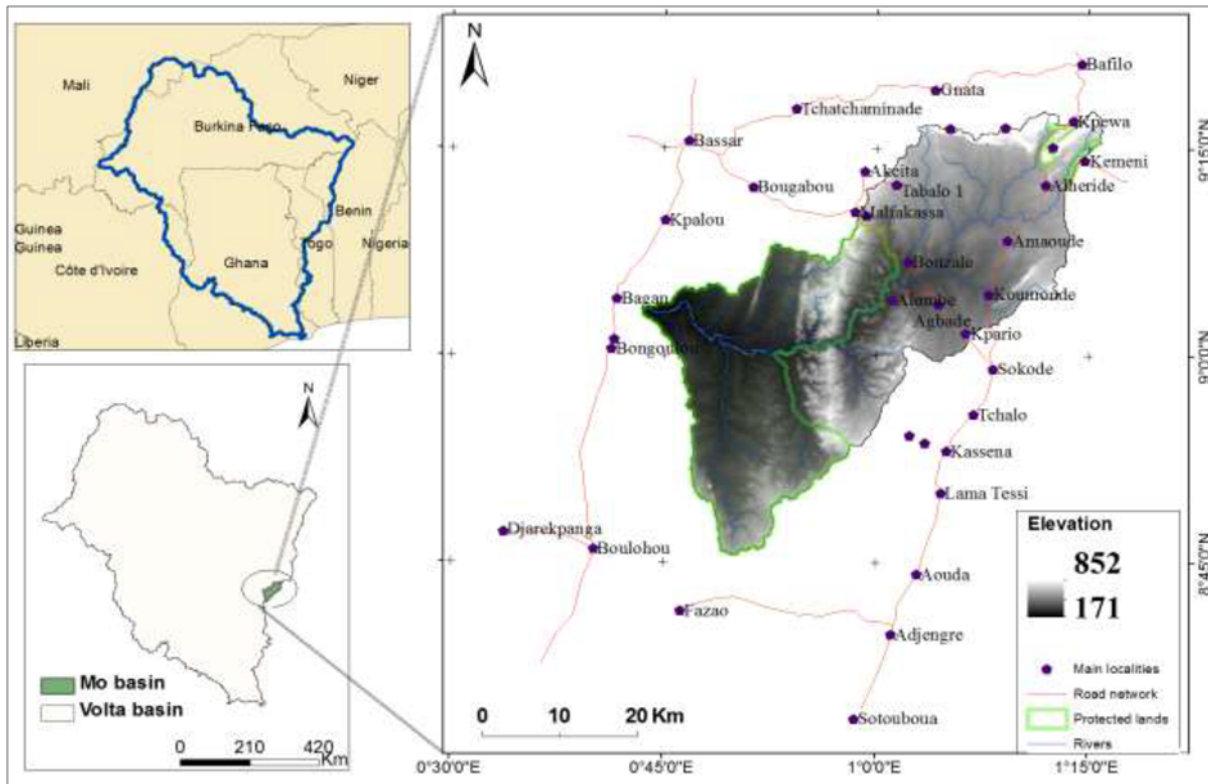 Mali
Niger
Burkina Faso
Benin
Guinea
Guinea
Togo
Nigeria
Ghana
Côte d'Ivoire
Liberia
N
Mo basin
Volta basin
0 210 420
Km
N
Bafilo
Gnata
Tchatchaminade
Kpewa
Bassar
Kemeni
Akeita
Bougabou
Tabalo 1
Alheride
Malfakassa
Kpalou
Amaoude
Bonzale
Bagan
Alombe
Koumonde
Agbade
Kpario
Bongoulou
Sokode
Tchalo
Kassena
Lama Tessi
Djarekpanga
Boulohou
Aouda
Fazao
Adjengre
Sotouboua
0 10 20 Km
Elevation
852
171
Main localities
Road network
Protected lands
Rivers
9°15'0"N
9°0'0"N
8°45'0"N
0°30'0"E
0°45'0"E
1°0'0"E
1°15'0"E